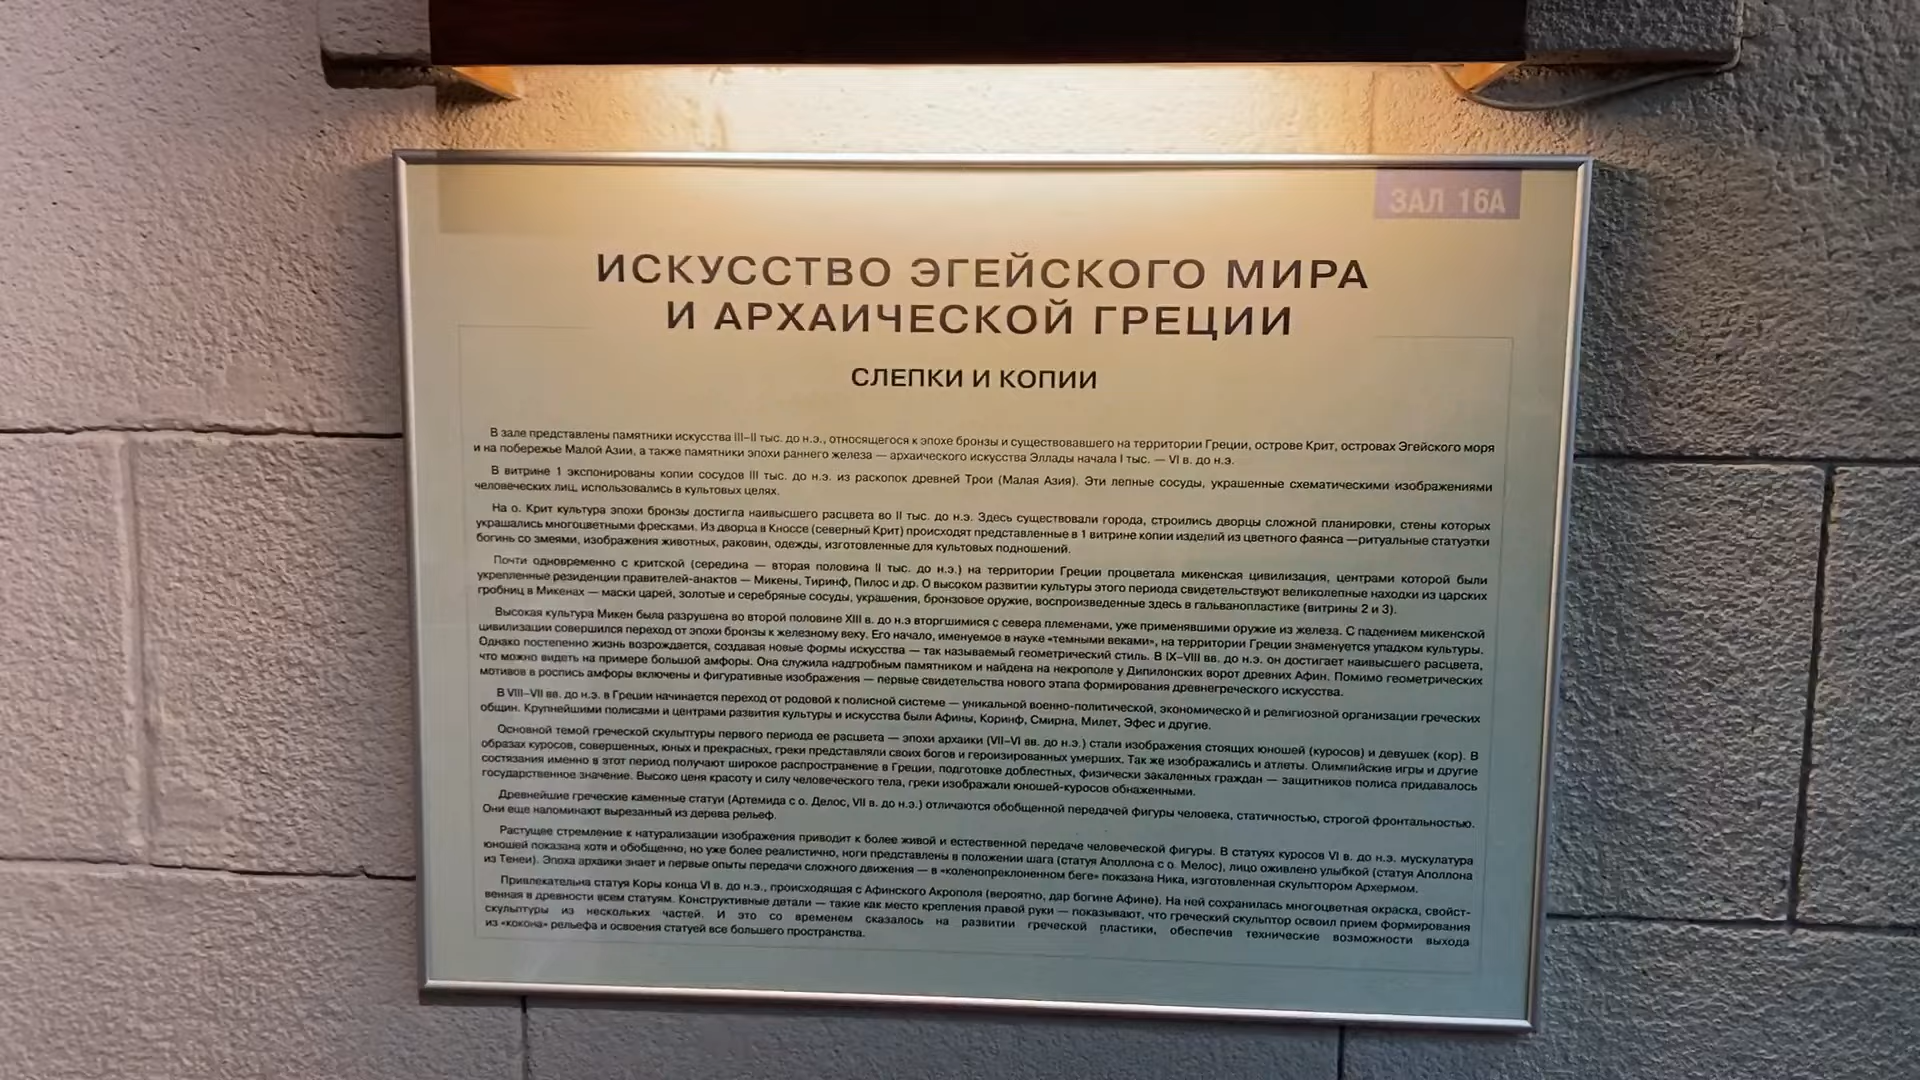 ЗАЛ 16А
ИСКУССТВО ЭГЕЙСКОГО МИРА
И АРХАИЧЕСКОЙ ГРЕЦИИ
СЛЕПКИ И КОПИИ
В зале представлены памятники искусства III–II тыс. до н.э., относящегося к эпохе бронзы и существовавшего на территории Греции, острове Крит, островах Эгейского моря
и на побережье Малой Азии, а также памятники эпохи раннего железа — архаического искусства Эллады начала I тыс. — VI в. до н.э.
В витрине 1 экспонированы копии сосудов III тыс. до н.э. из раскопок древней Трои (Малая Азия). Эти лепные сосуды, украшенные схематическими изображениями
человеческих лиц, использовались в культовых целях.
На о. Крит культура эпохи бронзы достигла наивысшего расцвета во II тыс. до н.э. Здесь существовали города, строились дворцы сложной планировки, стены которых
украшались многоцветными фресками. Из дворца в Кноссе (северный Крит) происходят представленные в 1 витрине копии изделий из цветного фаянса —ритуальные статуэтки
богинь со змеями, изображения животных, раковин, одежды, изготовленные для культовых подношений.
Почти одновременно с критской (середина — вторая половина II тыс. до н.э.) на территории Греции процветала микенская цивилизация, центрами которой были
укрепленные резиденции правителей-анактов — Микены, Тиринф, Пилос и др. О высоком развитии культуры этого периода свидетельствуют великолепные находки из царских
гробниц в Микенах — маски царей, золотые и серебряные сосуды, украшения, бронзовое оружие, воспроизведенные здесь в гальванопластике (витрины 2 и 3).
Высокая культура Микен была разрушена во второй половине XIII в. до н.э вторгшимися с севера племенами, уже применявшими оружие из железа. С падением микенской
цивилизации совершился переход от эпохи бронзы к железному веку. Его начало, именуемое в науке «темными веками», на территории Греции знаменуется упадком культуры.
Однако постепенно жизнь возрождается, создавая новые формы искусства — так называемый геометрический стиль. В IX–VIII вв. до н.э. он достигает наивысшего расцвета,
что можно видеть на примере большой амфоры. Она служила надгробным памятником и найдена на некрополе у Дипилонских ворот древних Афин. Помимо геометрических
мотивов в роспись амфоры включены и фигуративные изображения — первые свидетельства нового этапа формирования древнегреческого искусства.
В VIII–VII вв. до н.э. в Греции начинается переход от родовой к полисной системе — уникальной военно-политической, экономической и религиозной организации греческих
общин. Крупнейшими полисами и центрами развития культуры и искусства были Афины, Коринф, Смирна, Милет, Эфес и другие.
Основной темой греческой скульптуры первого периода ее расцвета — эпохи архаики (VII–VI вв. до н.э.) стали изображения стоящих юношей (куросов) и девушек (кор). В
образах куросов, совершенных, юных и прекрасных, греки представляли своих богов и героизированных умерших. Так же изображались и атлеты. Олимпийские игры и другие
состязания именно в этот период получают широкое распространение в Греции, подготовке доблестных, физически закаленных граждан — защитников полиса придавалось
государственное значение. Высоко ценя красоту и силу человеческого тела, греки изображали юношей-куросов обнаженными.
Древнейшие греческие каменные статуи (Артемида с о. Делос, VII в. до н.э.) отличаются обобщенной передачей фигуры человека, статичностью, строгой фронтальностью.
Они еще напоминают вырезанный из дерева рельеф.
Растущее стремление к натурализации изображения приводит к более живой и естественной передаче человеческой фигуры. В статуях куросов VI в. до н.э. мускулатура
юношей показана хотя и обобщенно, но уже более реалистично, ноги представлены в положении шага (статуя Аполлона с о. Мелос), лицо оживлено улыбкой (статуя Аполлона
из Тенеи). Эпоха архаики знает и первые опыты передачи сложного движения — в «коленопреклоненном беге» показана Ника, изготовленная скульптором Архермом.
Привлекательна статуя Коры конца VI в. до н.э., происходящая с Афинского Акрополя (вероятно, дар богине Афине). На ней сохранилась многоцветная окраска, свойст-
венная в древности всем статуям. Конструктивные детали — такие как место крепления правой руки — показывают, что греческий скульптор освоил прием формирования
скульптуры из нескольких частей. И это со временем сказалось на развитии греческой пластики, обеспечив технические возможности выхода
из «кокона» рельефа и освоения статуей все большего пространства.